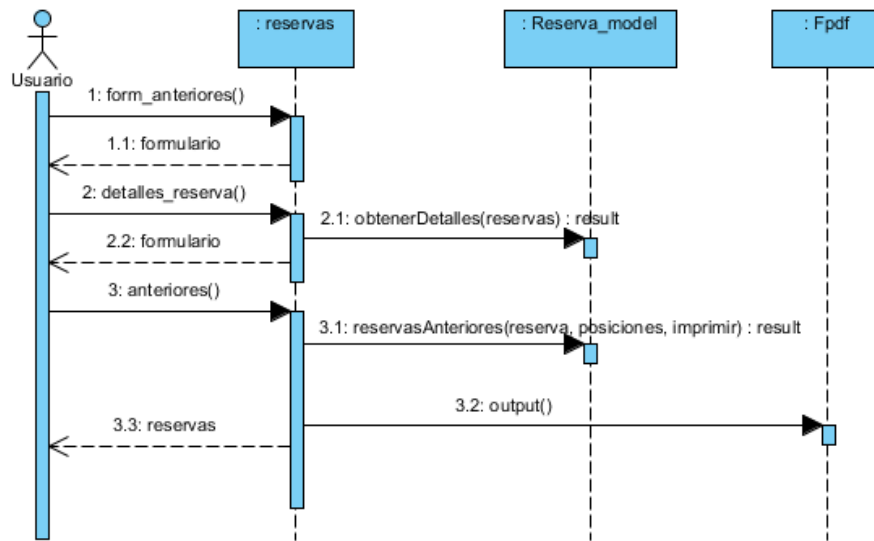 : reservas
: Reserva_model
: Fpdf
Usuario
1: form_anteriores()
1.1: formulario
2: detalles_reserva()
2.1: obtenerDetalles(reservas) : result
2.2: formulario
3: anteriores()
3.1: reservasAnteriores(reserva, posiciones, imprimir) : result
3.2: output()
3.3: reservas